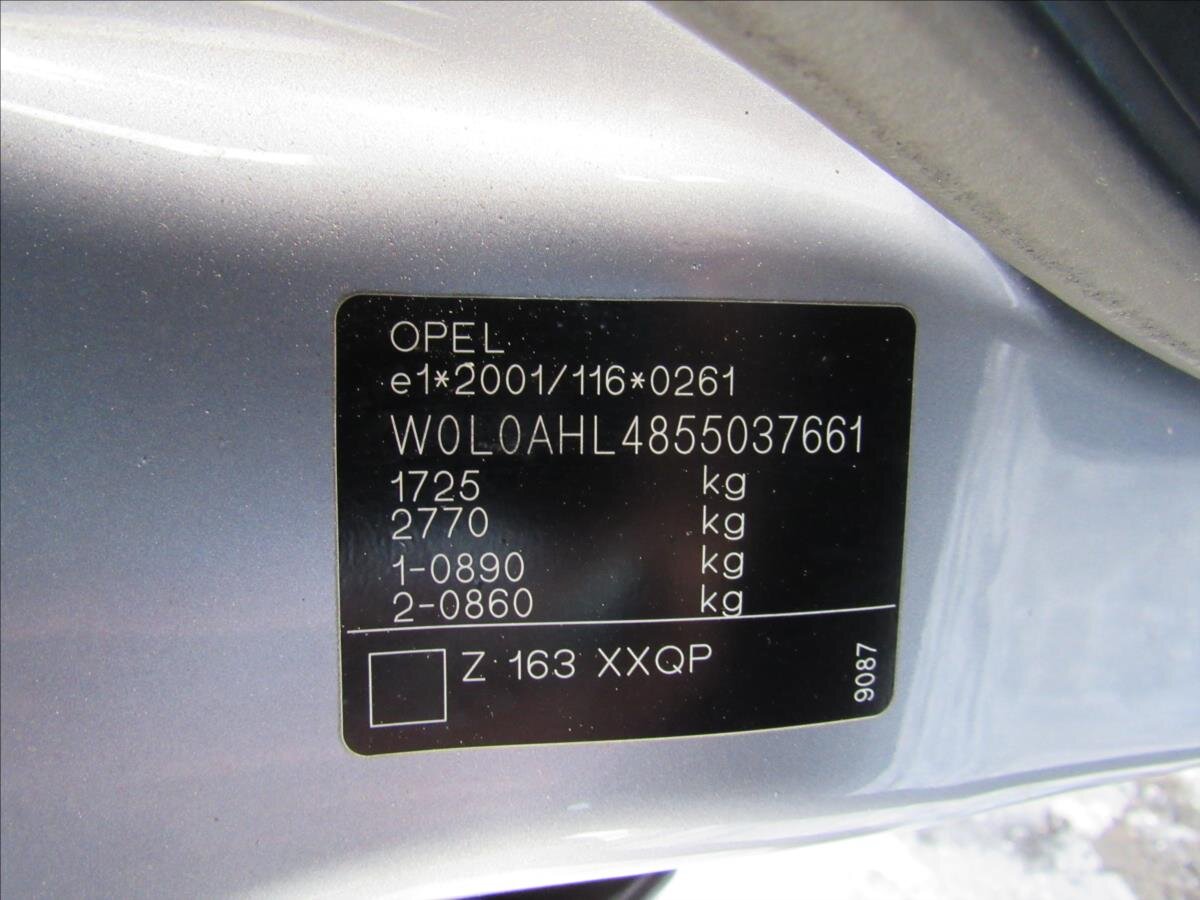 OPEL
e1*2001/116*0261
W0L0AHL4855037661
1725 kg
2770 kg
1-0890 kg
2-0860 kg
Z 163 XXQP
9087